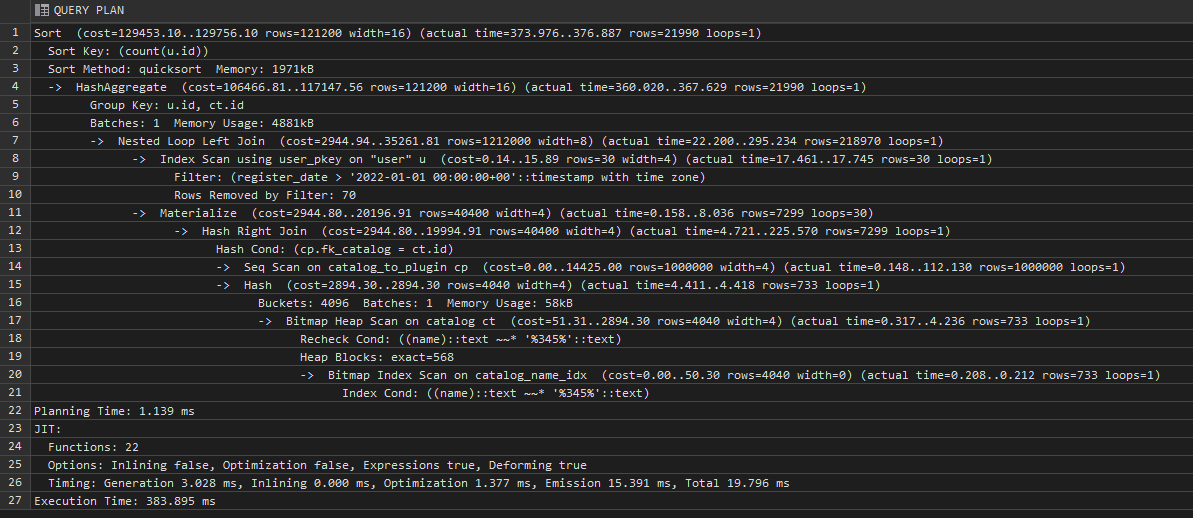 QUERY PLAN
1 Sort  (cost=129453.10..129756.10 rows=121200 width=16) (actual time=373.976..376.887 rows=21990 loops=1)
2 Sort Key: (count(u.id))
3 Sort Method: quicksort  Memory: 1971kB
4 ->  HashAggregate  (cost=106466.81..117147.56 rows=121200 width=16) (actual time=360.020..367.629 rows=21990 loops=1)
5 Group Key: u.id, ct.id
6 Batches: 1  Memory Usage: 4881kB
7 ->  Nested Loop Left Join  (cost=2944.94..35261.81 rows=1212000 width=8) (actual time=22.200..295.234 rows=218970 loops=1)
8 ->  Index Scan using user_pkey on "user" u  (cost=0.14..15.89 rows=30 width=4) (actual time=17.461..17.745 rows=30 loops=1)
9 Filter: (register_date > '2022-01-01 00:00:00+00'::timestamp with time zone)
10 Rows Removed by Filter: 70
11 ->  Materialize  (cost=2944.80..20196.91 rows=40400 width=4) (actual time=0.158..8.036 rows=7299 loops=30)
12 ->  Hash Right Join  (cost=2944.80..19994.91 rows=40400 width=4) (actual time=4.721..225.570 rows=7299 loops=1)
13 Hash Cond: (cp.fk_catalog = ct.id)
14 ->  Seq Scan on catalog_to_plugin cp  (cost=0.00..14425.00 rows=1000000 width=4) (actual time=0.148..112.130 rows=1000000 loops=1)
15 ->  Hash  (cost=2894.30..2894.30 rows=4040 width=4) (actual time=4.411..4.418 rows=733 loops=1)
16 Buckets: 4096  Batches: 1  Memory Usage: 58kB
17 ->  Bitmap Heap Scan on catalog ct  (cost=51.31..2894.30 rows=4040 width=4) (actual time=0.317..4.236 rows=733 loops=1)
18 Recheck Cond: ((name)::text ~~* '%345%'::text)
19 Heap Blocks: exact=568
20 ->  Bitmap Index Scan on catalog_name_idx  (cost=0.00..50.30 rows=4040 width=0) (actual time=0.208..0.212 rows=733 loops=1)
21 Index Cond: ((name)::text ~~* '%345%'::text)
22 Planning Time: 1.139 ms
23 JIT:
24 Functions: 22
25 Options: Inlining false, Optimization false, Expressions true, Deforming true
26 Timing: Generation 3.028 ms, Inlining 0.000 ms, Optimization 1.377 ms, Emission 15.391 ms, Total 19.796 ms
27 Execution Time: 383.895 ms